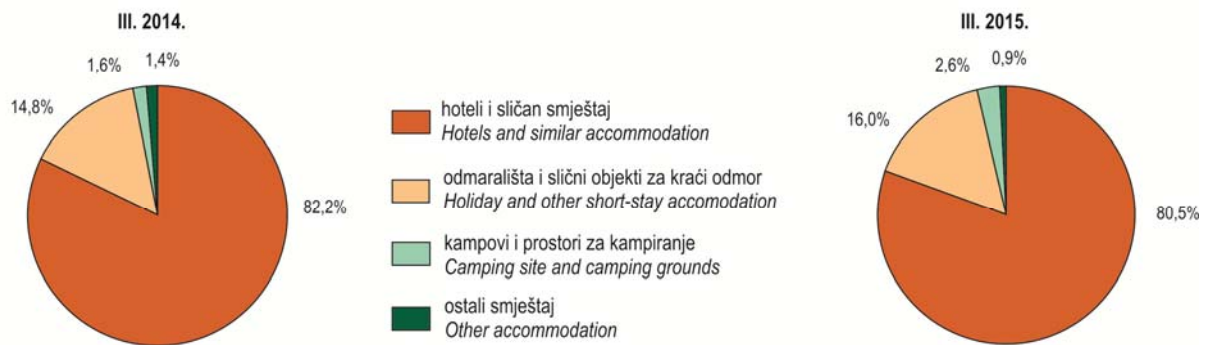 III. 2014.
1,6%
1,4%
14,8%
82,2%
hoteli i sličan smještaj
Hotels and similar accommodation
odmarališta i slični objekti za kraći odmor
Holiday and other short-stay accomodation
kampovi i prostori za kampiranje
Camping site and camping grounds
ostali smještaj
Other accommodation
III. 2015.
2,6%
0,9%
16,0%
80,5%